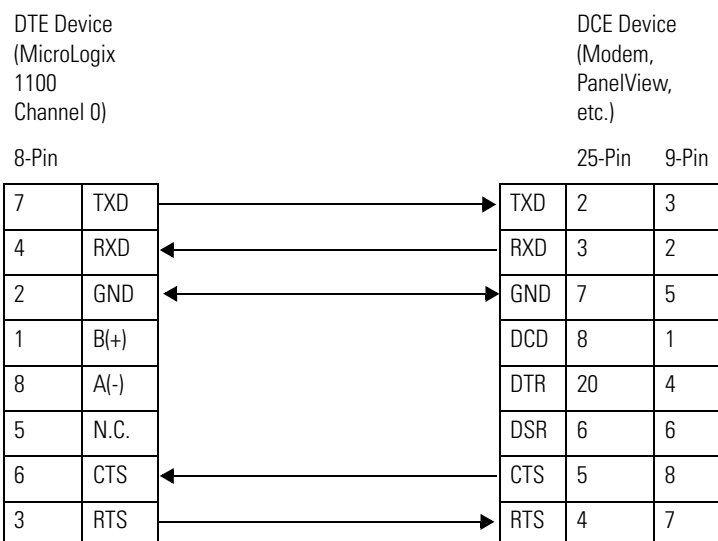 DTE Device
(MicroLogix
1100
Channel 0)
DCE Device
(Modem,
PanelView,
etc.)
8-Pin 25-Pin 9-Pin
7 TXD TXD 2 3
4 RXD RXD 3 2
2 GND GND 7 5
1 B(+) DCD 8 1
8 A(-) DTR 20 4
5 N.C. DSR 6 6
6 CTS CTS 5 8
3 RTS RTS 4 7